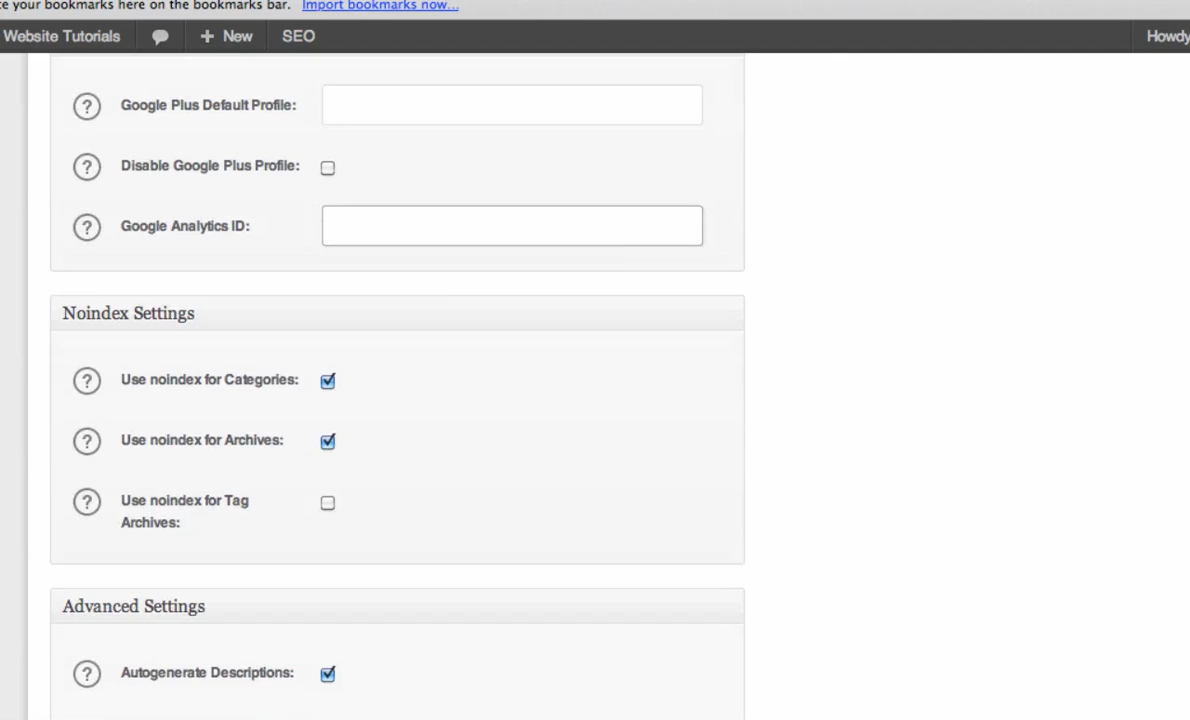 e your bookmarks here on the bookmarks bar. Import bookmarks now...
Website Tutorials + New SEO Howdy
? Google Plus Default Profile:
? Disable Google Plus Profile:
? Google Analytics ID:
Noindex Settings
? Use noindex for Categories:
? Use noindex for Archives:
? Use noindex for Tag
Archives:
Advanced Settings
? Autogenerate Descriptions: